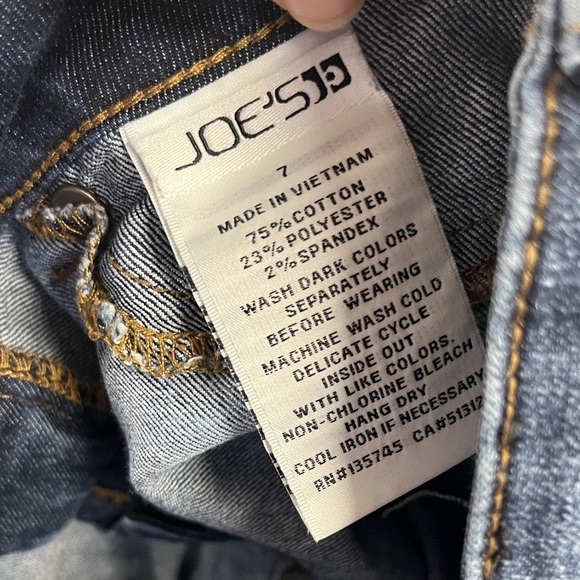 JOE'S
7
MADE IN VIETNAM
75% COTTON
23% POLYESTER
2% SPANDEX
WASH DARK COLORS
SEPARATELY
BEFORE WEARING
MACHINE WASH COLD
DELICATE CYCLE
INSIDE OUT
WITH LIKE COLORS.
NON-CHLORINE BLEACH
HANG DRY
COOL IRON IF NECESSARY
RN#135745 CA#51312